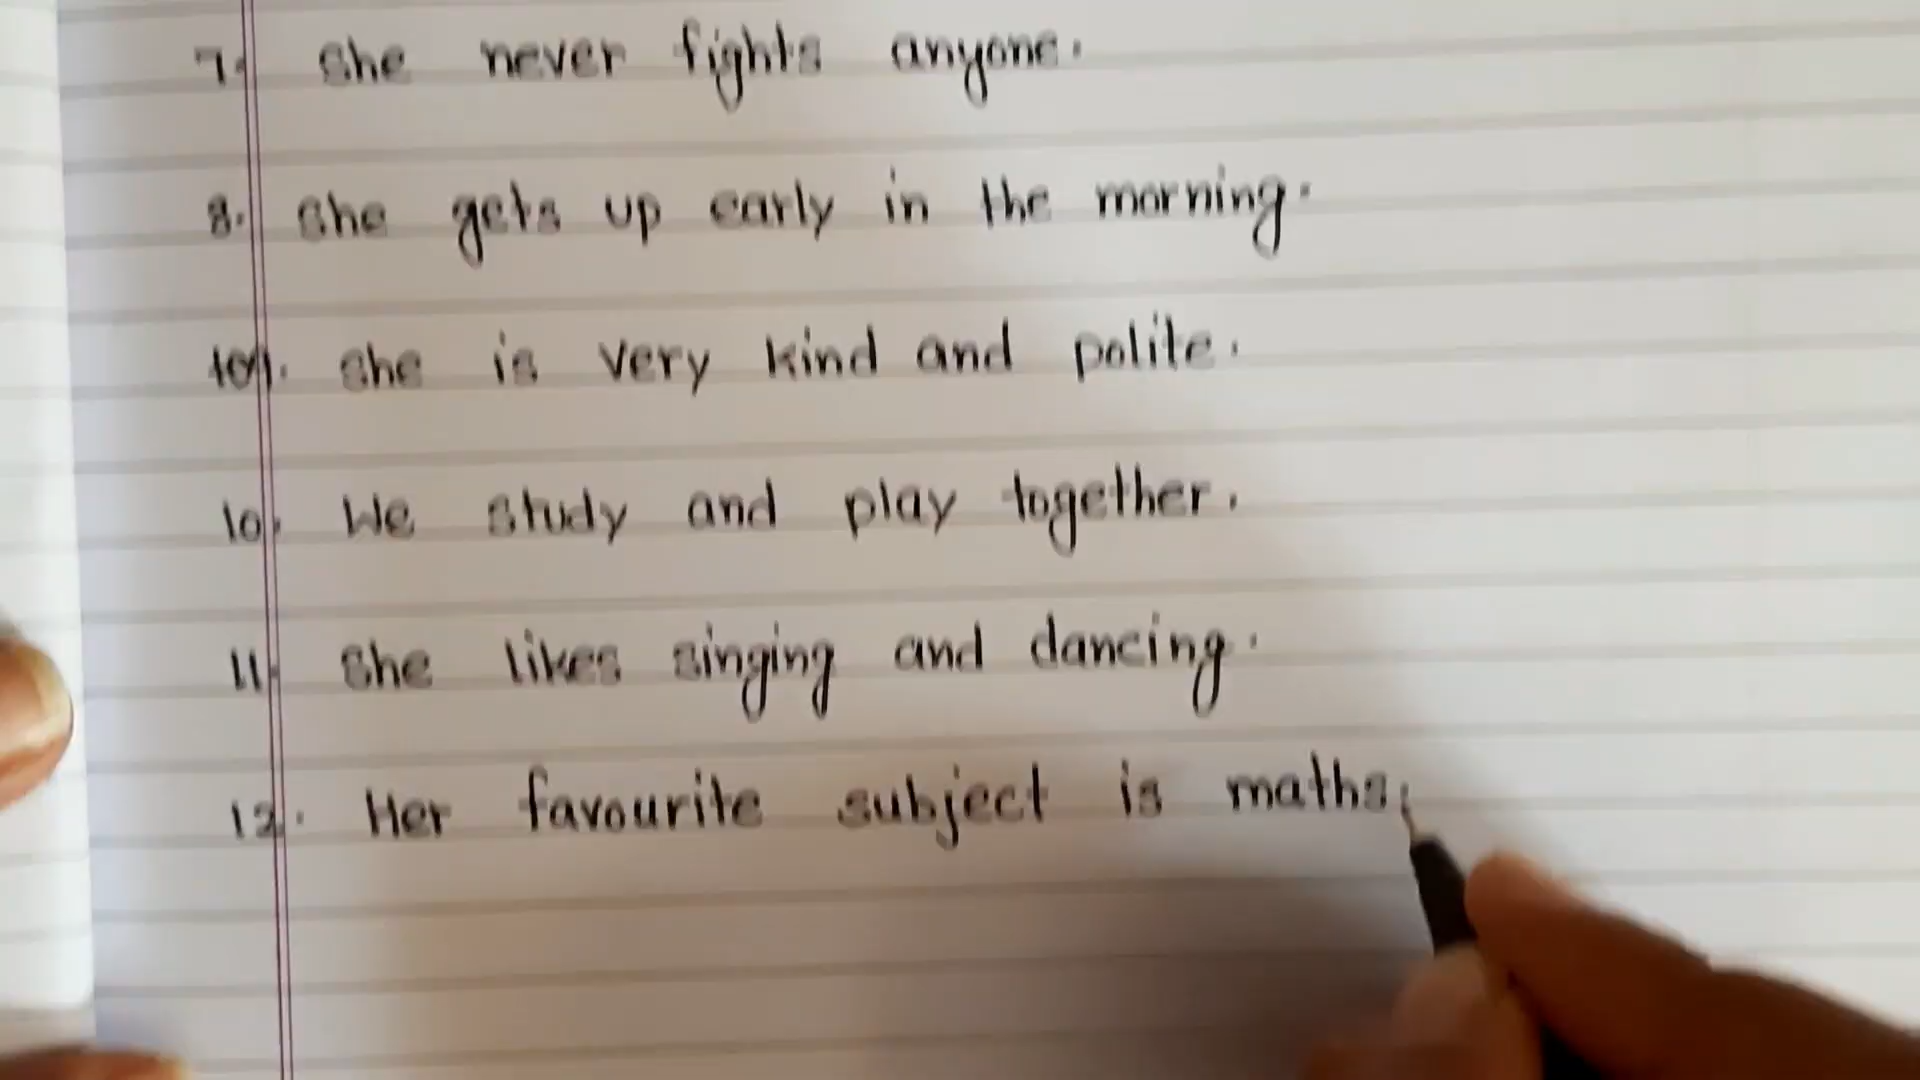 7. She never fights anyone.
8. She gets up early in the morning.
109. She is very kind and polite.
10. We study and play together.
11. She likes singing and dancing.
12. Her favourite subject is maths.